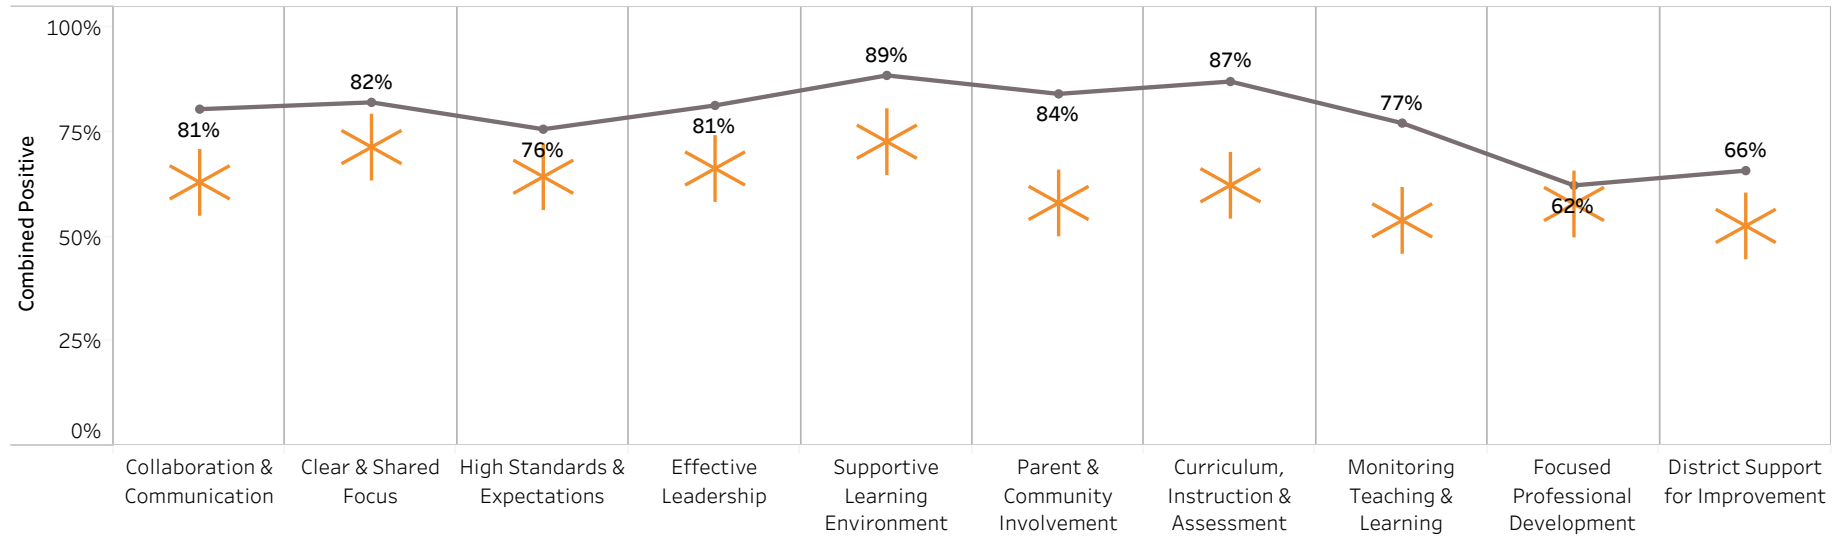 100%
75%
50%
25%
0%
Combined Positive
81%
82%
76%
81%
89%
84%
87%
77%
62%
66%
Collaboration &
Communication
Clear & Shared
Focus
High Standards &
Expectations
Effective
Leadership
Supportive
Learning
Environment
Parent &
Community
Involvement
Curriculum,
Instruction &
Assessment
Monitoring
Teaching &
Learning
Focused
Professional
Development
District Support
for Improvement